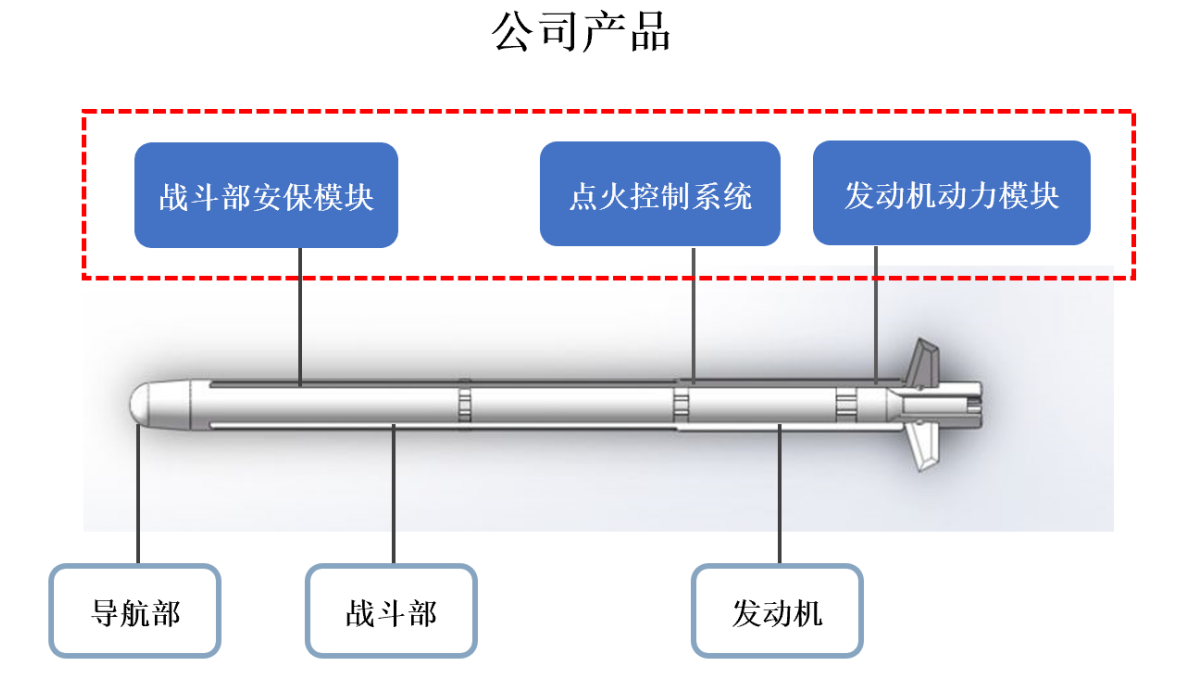 公司产品
战斗部安保模块
点火控制系统
发动机动力模块
导航部
战斗部
发动机